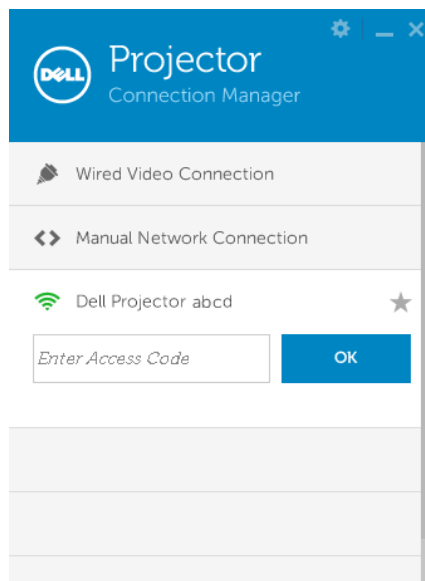 DELL
Projector
Connection Manager
Wired Video Connection
Manual Network Connection
Dell Projector abcd
Enter Access Code
OK